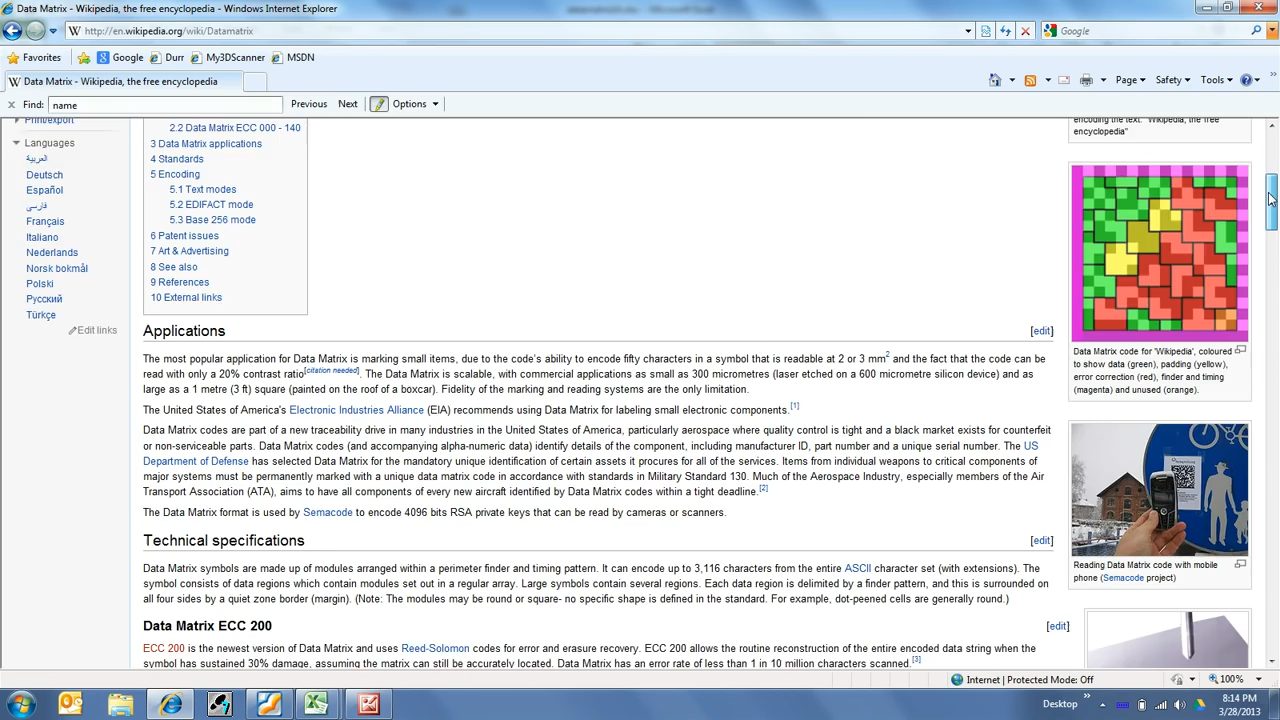 Data Matrix - Wikipedia, the free encyclopedia - Windows Internet Explorer
http://en.wikipedia.org/wiki/Datamatrix
Google
Favorites
Google
Durr
My3DScanner
MSDN
Data Matrix - Wikipedia, the free encyclopedia
Page
Safety
Tools
Find: name
Previous
Next
Options
Print/export
Languages
العربية
Deutsch
Español
فارسی
Français
Italiano
Nederlands
Norsk bokmål
Polski
Русский
Türkçe
Edit links
2.2 Data Matrix ECC 000 - 140
3 Data Matrix applications
4 Standards
5 Encoding
5.1 Text modes
5.2 EDIFACT mode
5.3 Base 256 mode
6 Patent issues
7 Art & Advertising
8 See also
9 References
10 External links
Applications
[edit]
The most popular application for Data Matrix is marking small items, due to the code's ability to encode fifty characters in a symbol that is readable at 2 or 3 mm2 and the fact that the code can be
read with only a 20% contrast ratio[citation needed]. The Data Matrix is scalable, with commercial applications as small as 300 micrometres (laser etched on a 600 micrometre silicon device) and as
large as a 1 metre (3 ft) square (painted on the roof of a boxcar). Fidelity of the marking and reading systems are the only limitation.
The United States of America's Electronic Industries Alliance (EIA) recommends using Data Matrix for labeling small electronic components.[1]
Data Matrix codes are part of a new traceability drive in many industries in the United States of America, particularly aerospace where quality control is tight and a black market exists for counterfeit
or non-serviceable parts. Data Matrix codes (and accompanying alpha-numeric data) identify details of the component, including manufacturer ID, part number and a unique serial number. The US
Department of Defense has selected Data Matrix for the mandatory unique identification of certain assets it procures for all of the services. Items from individual weapons to critical components of
major systems must be permanently marked with a unique data matrix code in accordance with standards in Military Standard 130. Much of the Aerospace Industry, especially members of the Air
Transport Association (ATA), aims to have all components of every new aircraft identified by Data Matrix codes within a tight deadline.[2]
The Data Matrix format is used by Semacode to encode 4096 bits RSA private keys that can be read by cameras or scanners.
Technical specifications
[edit]
Data Matrix symbols are made up of modules arranged within a perimeter finder and timing pattern. It can encode up to 3,116 characters from the entire ASCII character set (with extensions). The
symbol consists of data regions which contain modules set out in a regular array. Large symbols contain several regions. Each data region is delimited by a finder pattern, and this is surrounded on
all four sides by a quiet zone border (margin). (Note: The modules may be round or square- no specific shape is defined in the standard. For example, dot-peened cells are generally round.)
Data Matrix ECC 200
[edit]
ECC 200 is the newest version of Data Matrix and uses Reed-Solomon codes for error and erasure recovery. ECC 200 allows the routine reconstruction of the entire encoded data string when the
symbol has sustained 30% damage, assuming the matrix can still be accurately located. Data Matrix has an error rate of less than 1 in 10 million characters scanned.[3]
encoding the text: "Wikipedia, the free
encyclopedia"
Data Matrix code for 'Wikipedia', coloured
to show data (green), padding (yellow),
error correction (red), finder and timing
(magenta) and unused (orange).
Reading Data Matrix code with mobile
phone (Semacode project)
Internet | Protected Mode: Off
100%
Desktop
8:14 PM
3/28/2013